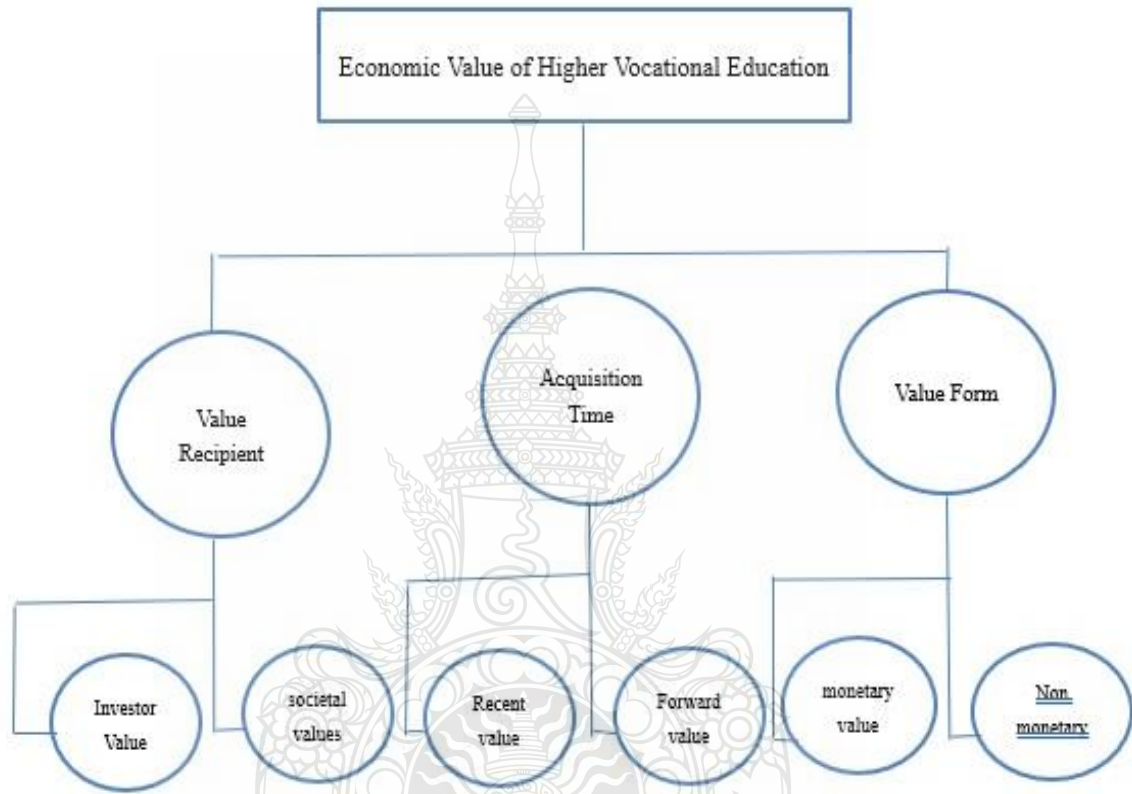 Economic Value of Higher Vocational Education
Value
Recipient
Acquisition
Time
Value Form
Investor
Value
societal
values
Recent
value
Forward
value
monetary
value
Non
monetary